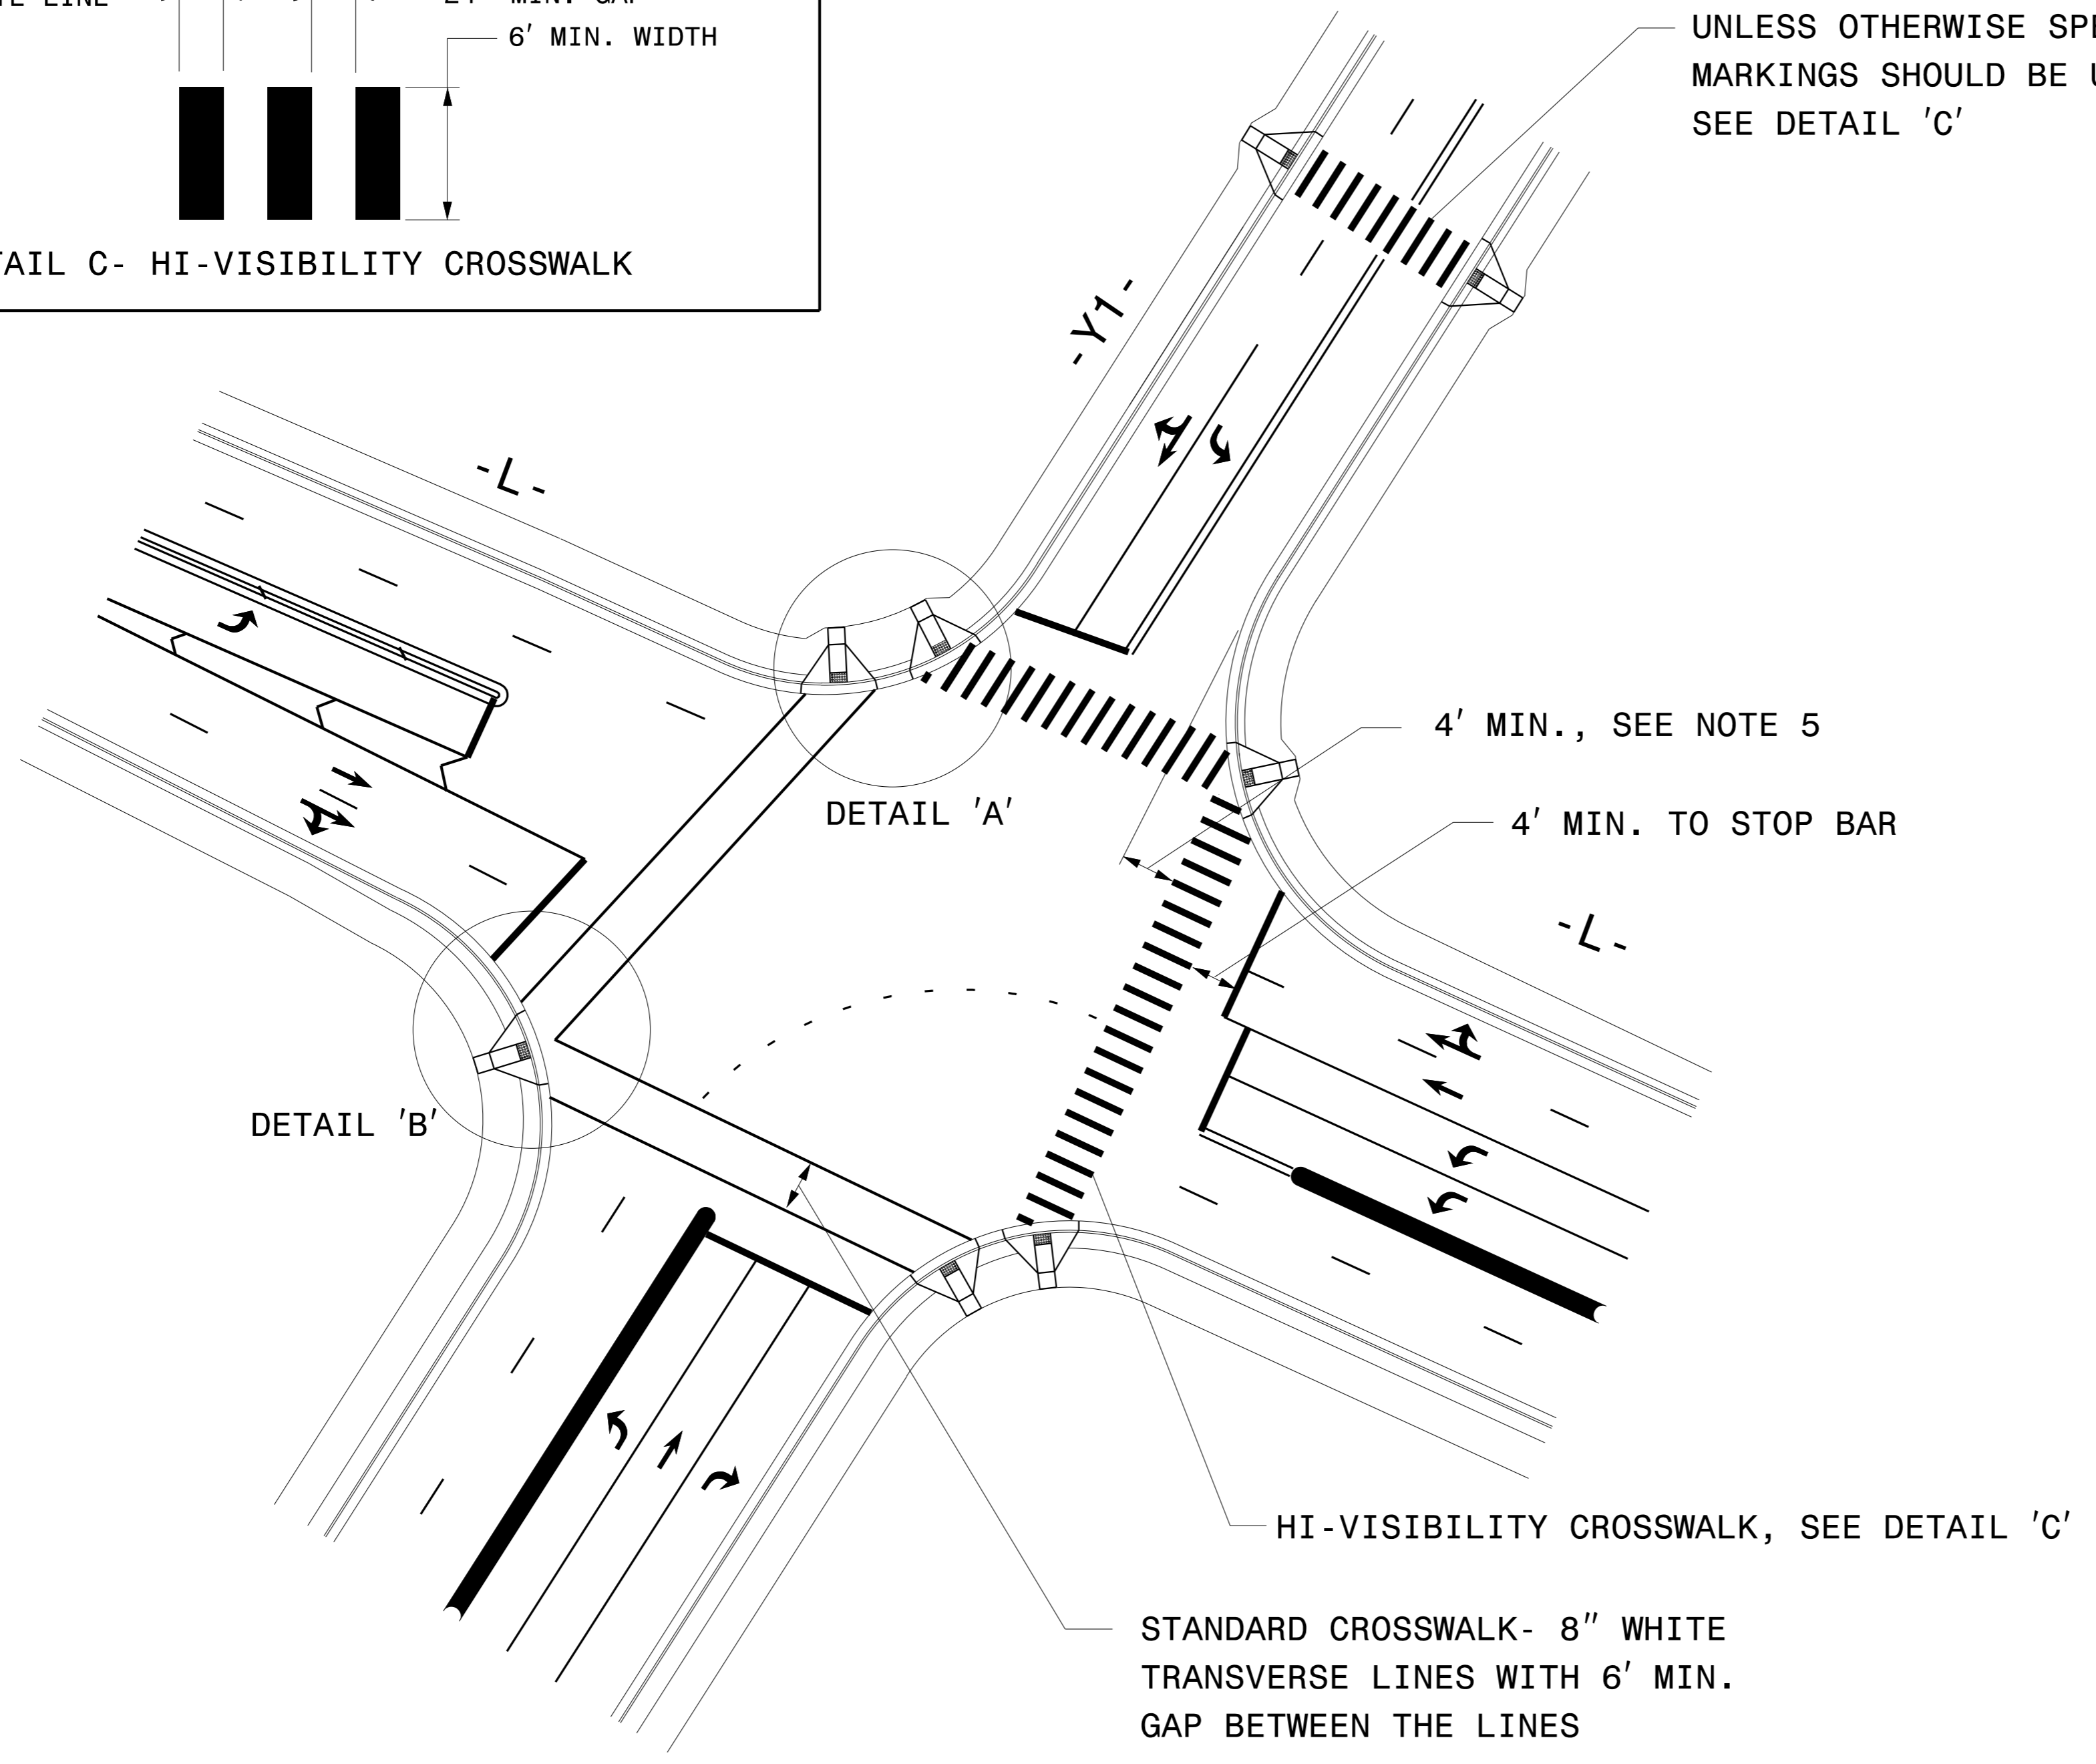 6' MIN. WIDTH
C- HI-VISIBILITY CROSSWALK
UNLESS OTHERWISE
MARKINGS SHOULD BE
SEE DETAIL 'C'
-Y1-
-L-
DETAIL 'A'
4' MIN., SEE NOTE 5
4' MIN. TO STOP BAR
-L-
DETAIL 'B'
HI-VISIBILITY CROSSWALK, SEE DETAIL 'C'
STANDARD CROSSWALK- 8" WHITE
TRANSVERSE LINES WITH 6' MIN.
GAP BETWEEN THE LINES